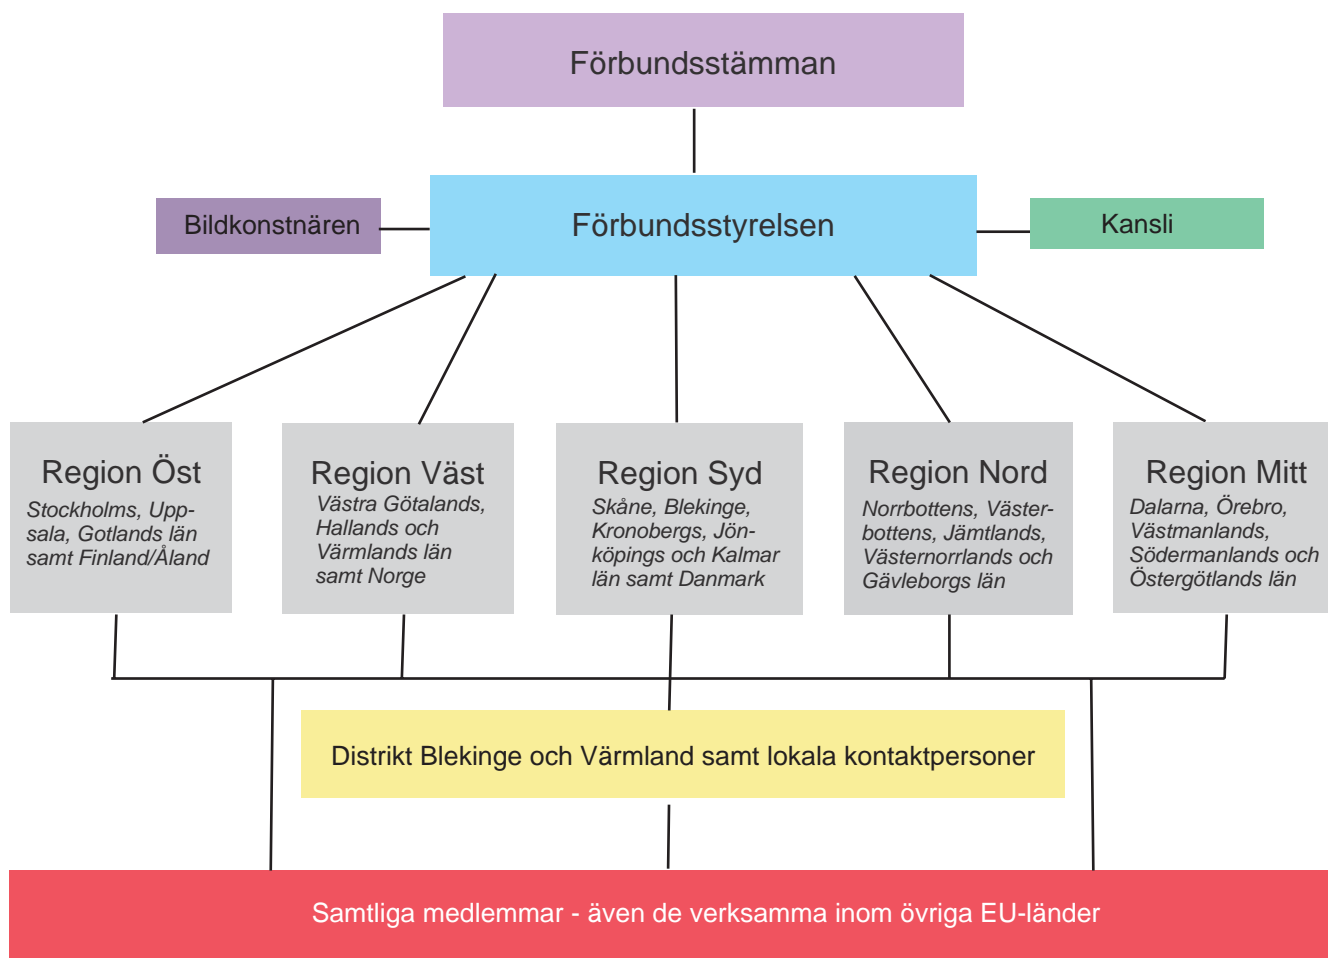 Förbundsstämman
Bildkonstnären
Förbundsstyrelsen
Kansli
Region Öst
Stockholms, Upp-
sala, Gotlands län
samt Finland/Åland
Region Väst
Västra Götalands,
Hallands och
Värmlands län
samt Norge
Region Syd
Skåne, Blekinge,
Kronobergs, Jön-
köpings och Kalmar
län samt Danmark
Region Nord
Norrbottens, Väster-
bottens, Jämtlands,
Västernorrlands och
Gävleborgs län
Region Mitt
Dalarna, Örebro,
Västmanlands,
Södermanlands och
Östergötlands län
Distrikt Blekinge och Värmland samt lokala kontaktpersoner
Samtliga medlemmar - även de verksamma inom övriga EU-länder